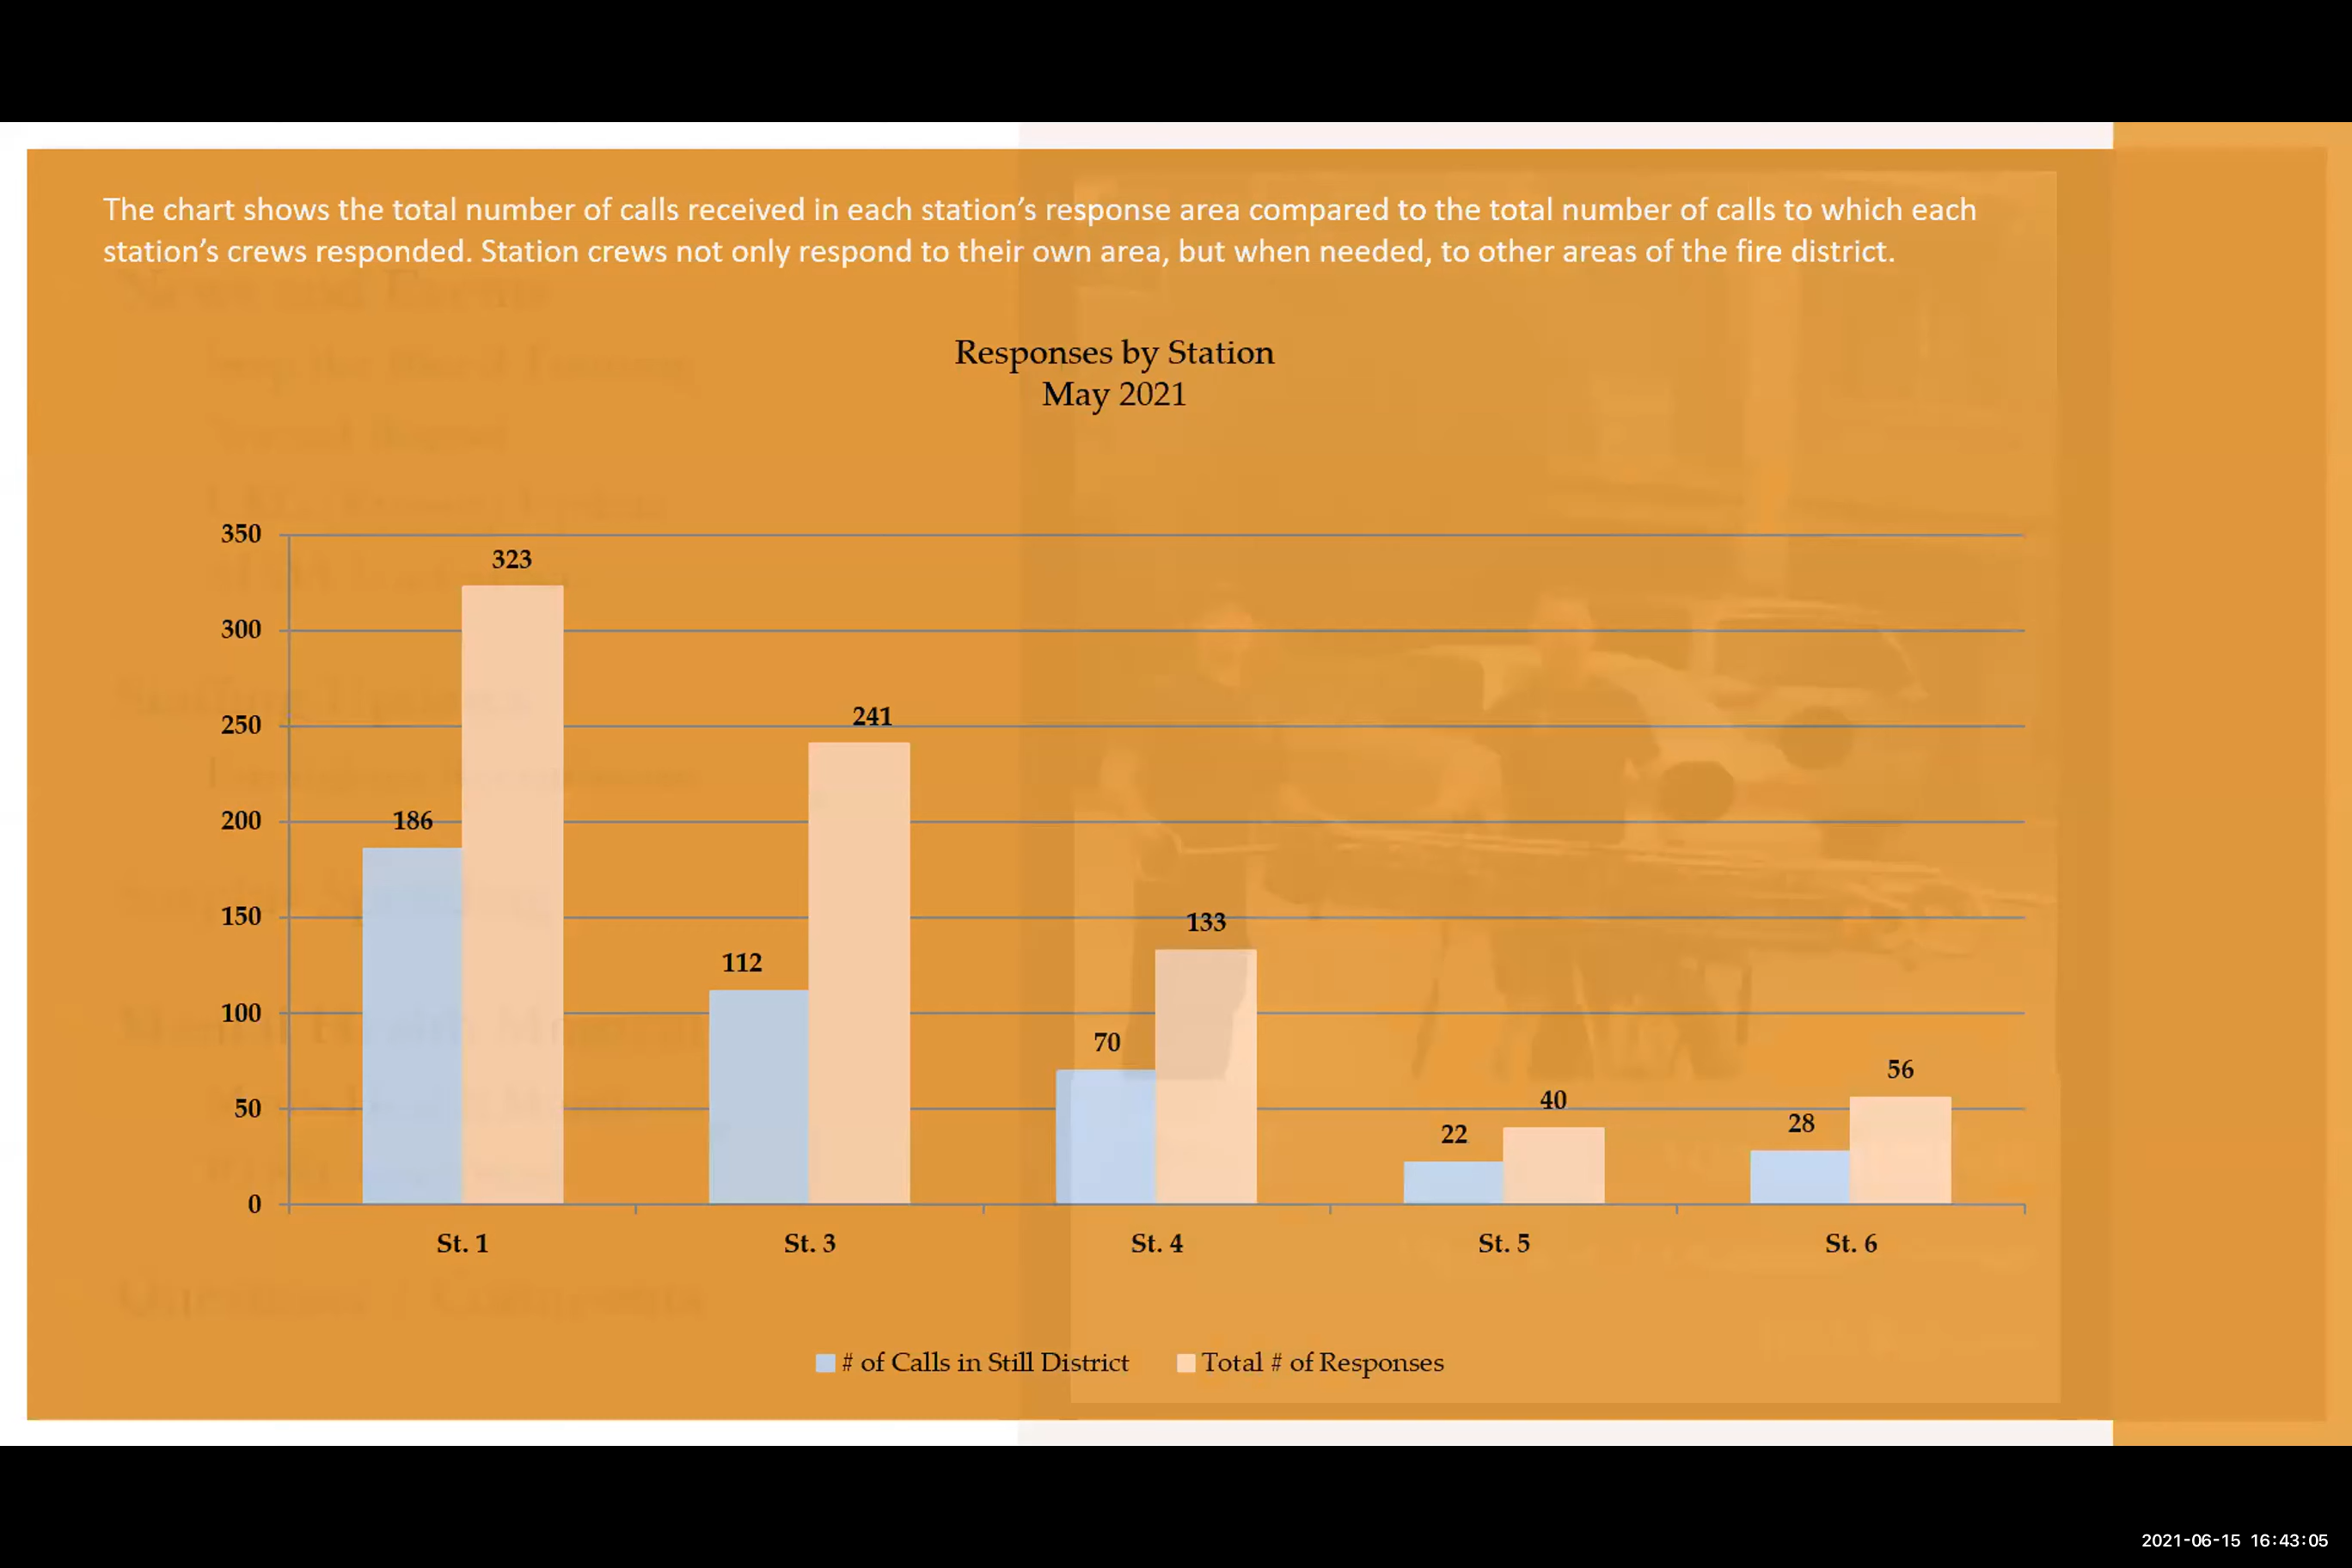 The chart shows the total number of calls received in each station's response area compared to the total number of calls to which each
station's crews responded. Station crews not only respond to their own area, but when needed, to other areas of the fire district.
Responses by Station
May 2021
350
300
250
200
150
100
50
0
186
323
112
241
70
133
22
40
28
56
St. 1
St. 3
St. 4
St. 5
St. 6
# of Calls in Still District
Total # of Responses
2021-06-15 16:43:05